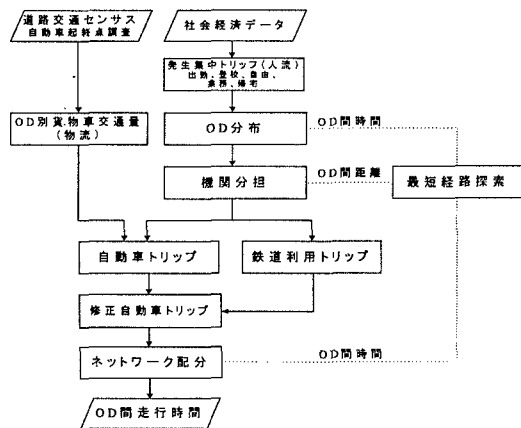 道路交通センサス
自動車起終点調査
社会経済データ
発生集中トリップ(人流)
出勤、登校、自由、
業務、帰宅
OD別貨物車交通量
(物流)
OD分布
OD間時間
機関分担
OD間距離
最短経路探索
自動車トリップ
鉄道利用トリップ
修正自動車トリップ
ネットワーク配分
OD間時間
OD間走行時間